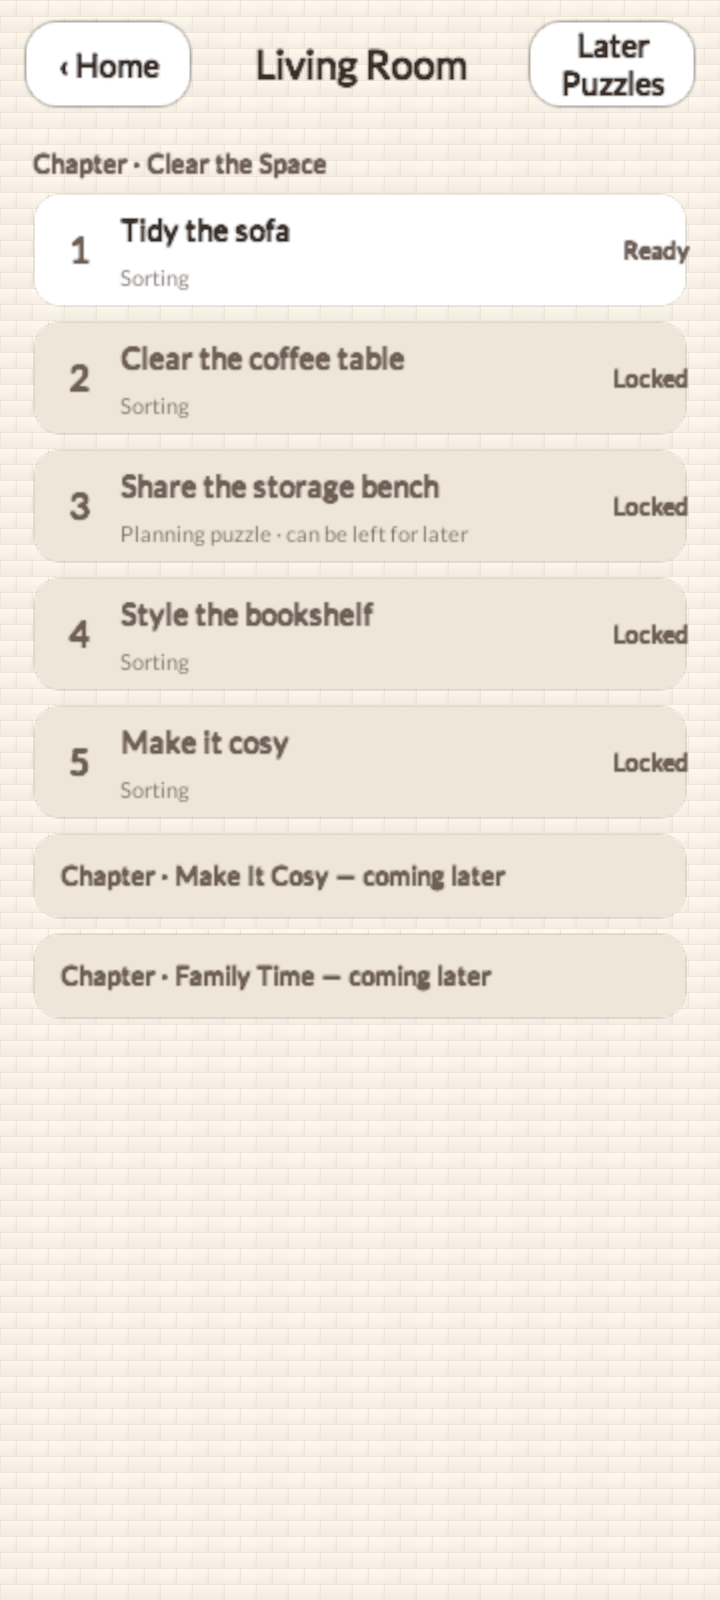 ‹ Home
Living Room
Later
Puzzles
Chapter · Clear the Space
1
Tidy the sofa
Sorting
Ready
2
Clear the coffee table
Sorting
Locked
3
Share the storage bench
Planning puzzle · can be left for later
Locked
4
Style the bookshelf
Sorting
Locked
5
Make it cosy
Sorting
Locked
Chapter · Make It Cosy — coming later
Chapter · Family Time — coming later